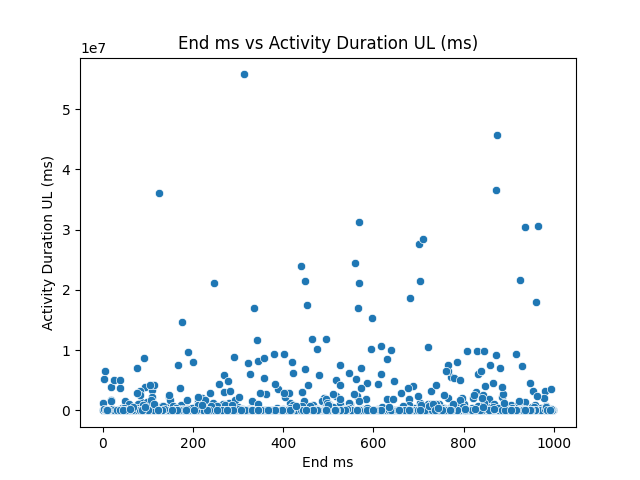 End ms vs Activity Duration UL (ms)
1e7
5
4
3
2
1
0
Activity Duration UL (ms)
0 200 400 600 800 1000
End ms